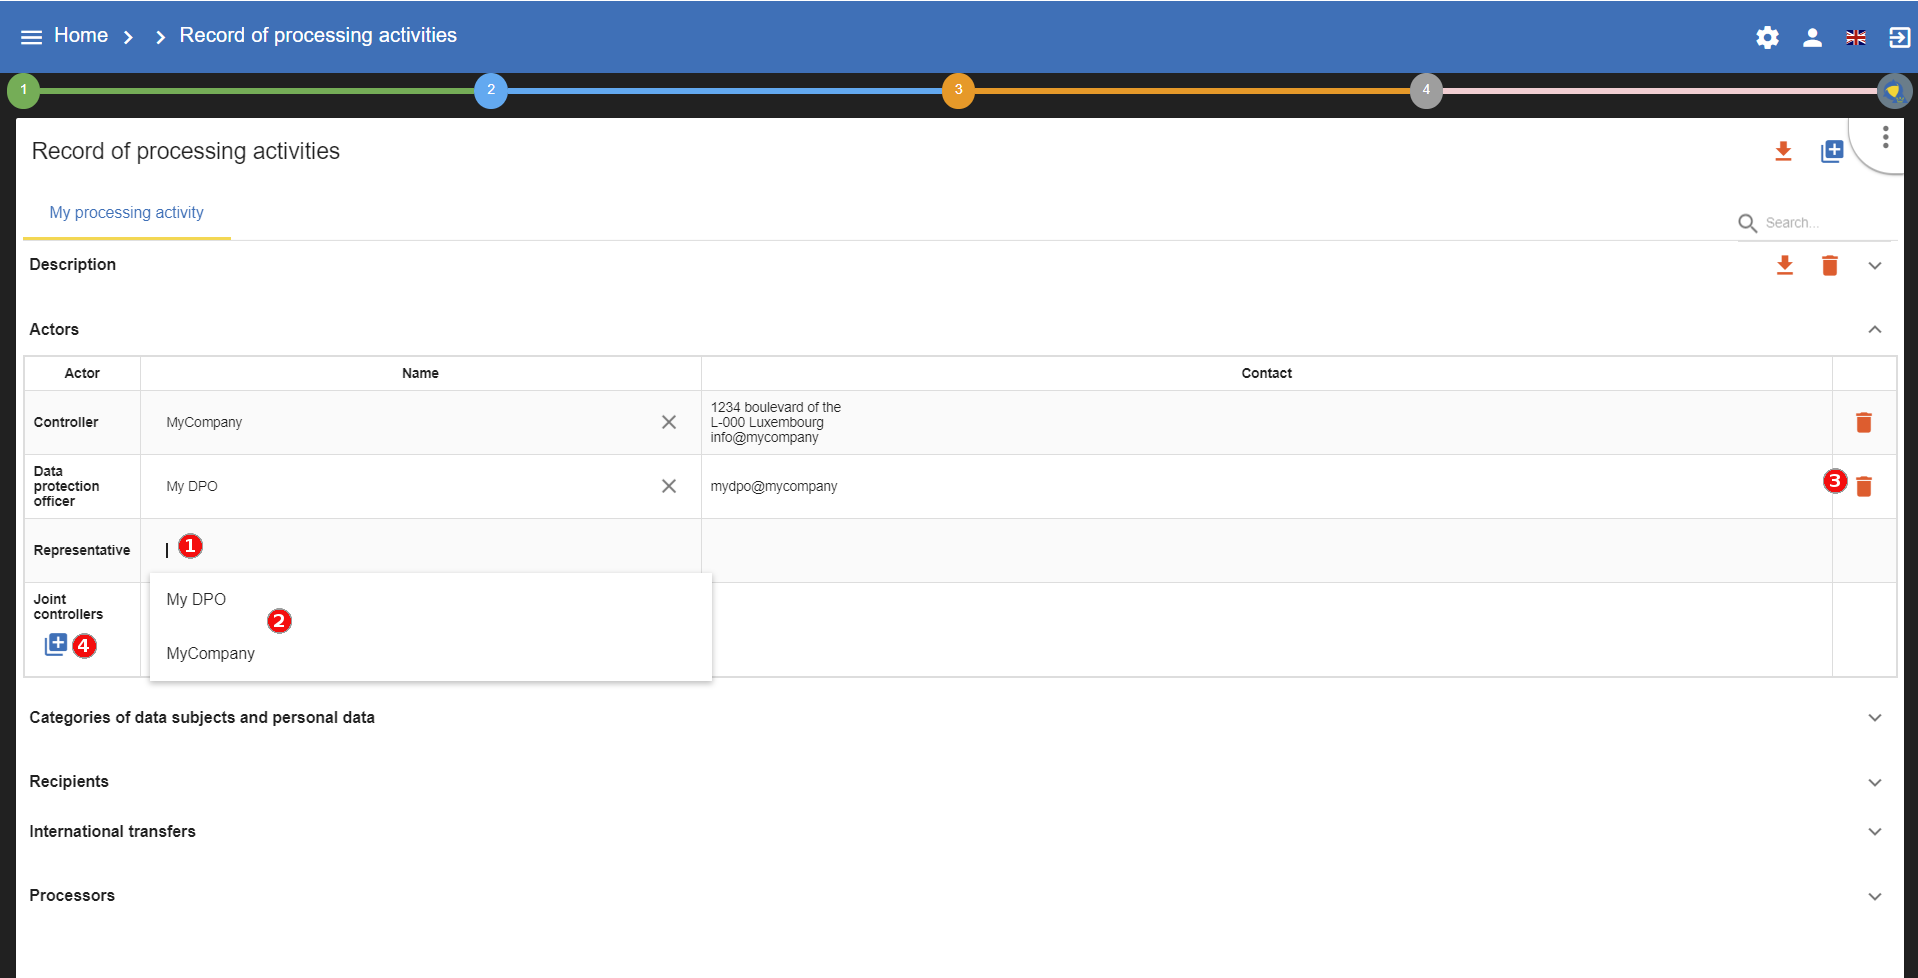 Home
Record of processing activities
1
2
3
4
Record of processing activities
My processing activity
Search...
Description
Actors
Actor
Name
Contact
Controller
MyCompany
1234 boulevard of the
L-000 Luxembourg
info@mycompany
Data
protection
officer
My DPO
mydpo@mycompany
3
Representative
1
Joint
controllers
4
My DPO
2
MyCompany
Categories of data subjects and personal data
Recipients
International transfers
Processors